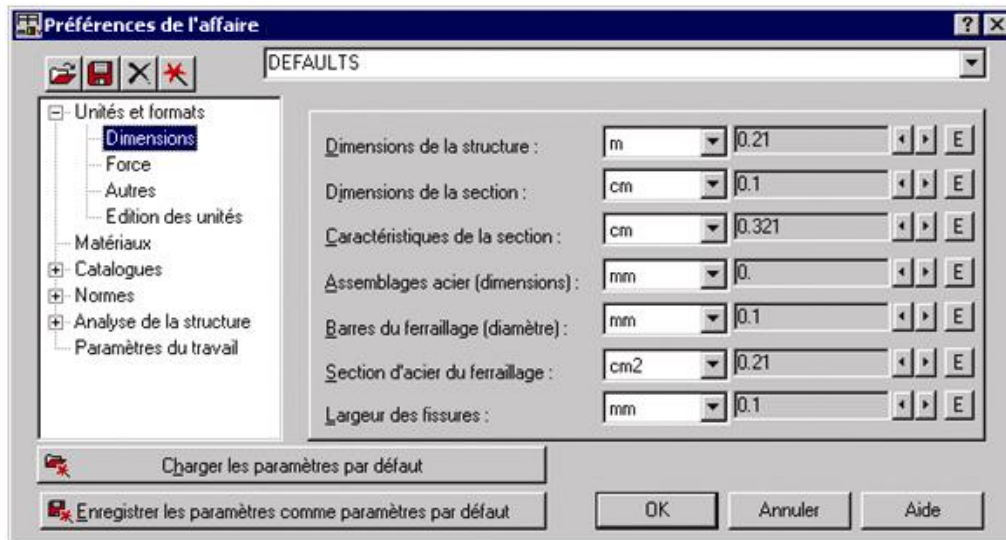 Préférences de l'affaire
DEFAULTS
Unités et formats
Dimensions
Force
Autres
Edition des unités
Matériaux
Catalogues
Normes
Analyse de la structure
Paramètres du travail
Dimensions de la structure : m 0.21 E
Dimensions de la section : cm 0.1 E
Caractéristiques de la section : cm 0.321 E
Assemblages acier (dimensions) : mm 0. E
Barres du ferraillage (diamètre) : mm 0.1 E
Section d'acier du ferraillage : cm2 0.21 E
Largeur des fissures : mm 0.1 E
Charger les paramètres par défaut
Enregistrer les paramètres comme paramètres par défaut
OK Annuler Aide